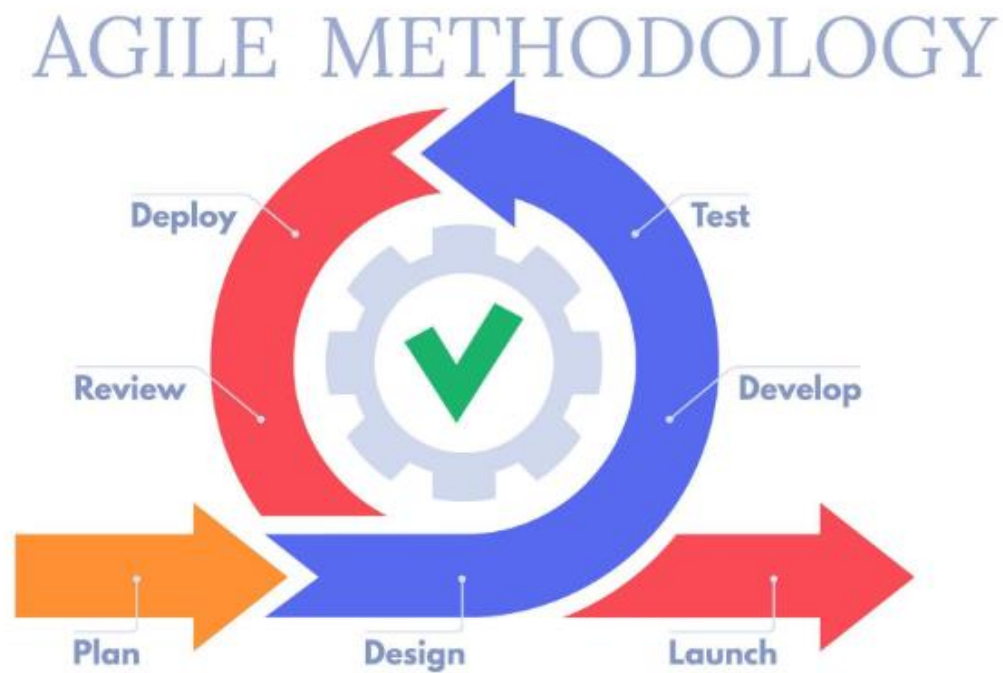 AGILE METHODOLOGY
Deploy
Test
Review
Develop
Plan
Design
Launch